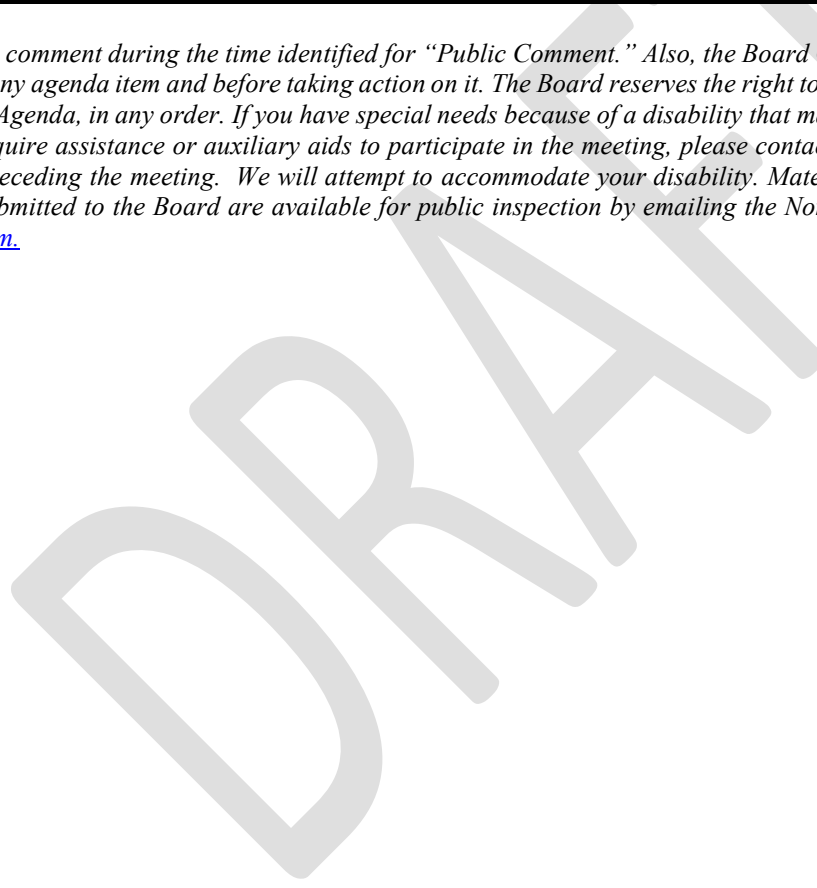 comment during the time identified for “Public Comment.” Also, the Board
ny agenda item and before taking action on it. The Board reserves the right to
Agenda, in any order. If you have special needs because of a disability that m
quire assistance or auxiliary aids to participate in the meeting, please conta
eceding the meeting. We will attempt to accommodate your disability. Mate
bmitted to the Board are available for public inspection by emailing the No
n.
DRAF